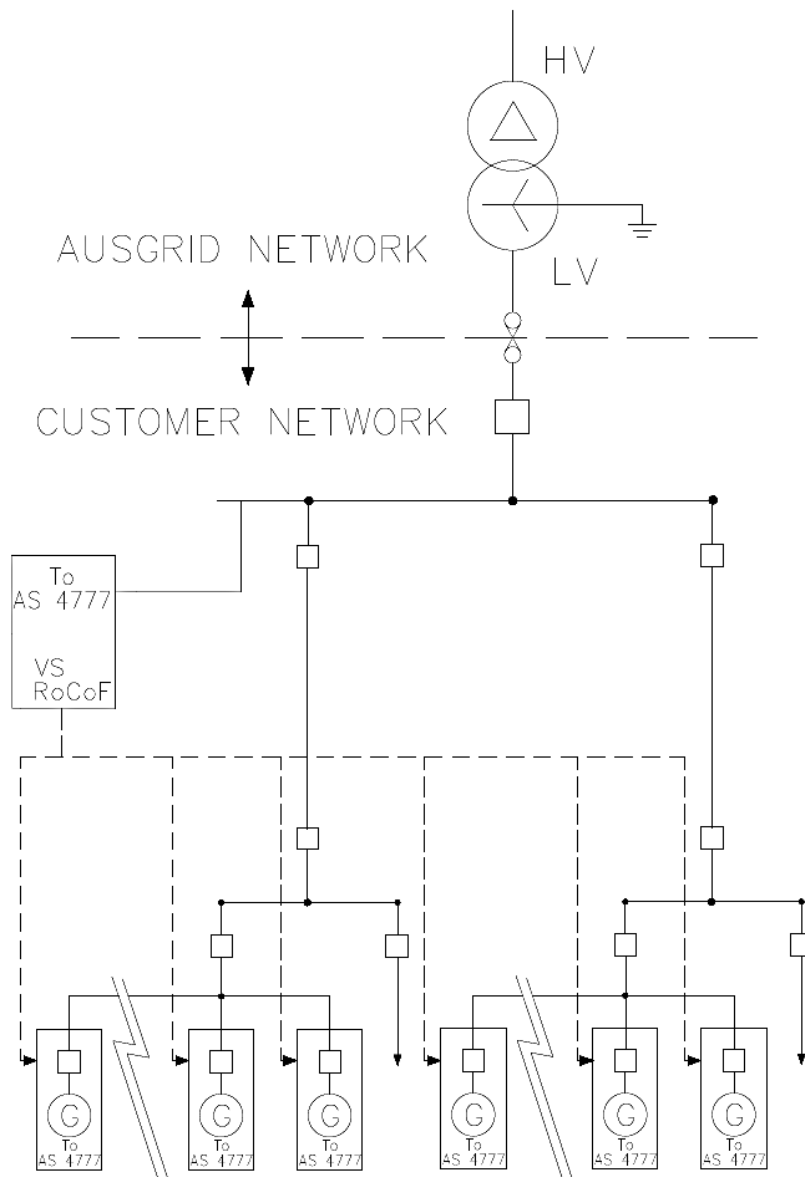 HV
AUSGRID NETWORK
LV
CUSTOMER NETWORK
To
AS 4777
VS
RoCoF
G
To
AS 4777
G
To
AS 4777
G
To
AS 4777
G
To
AS 4777
G
To
AS 4777
G
To
AS 4777